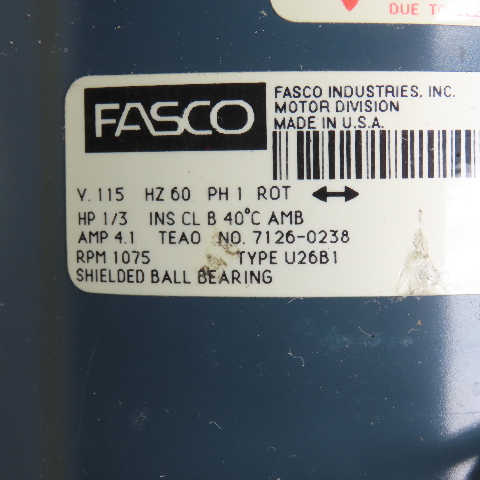 DUE TO
FASCO
FASCO INDUSTRIES, INC.
MOTOR DIVISION
MADE IN U.S.A.
V. 115 HZ 60 PH 1 ROT
HP 1/3 INS CL B 40°C AMB
AMP 4.1 TEAO NO. 7126-0238
RPM 1075 TYPE U26B1
SHIELDED BALL BEARING